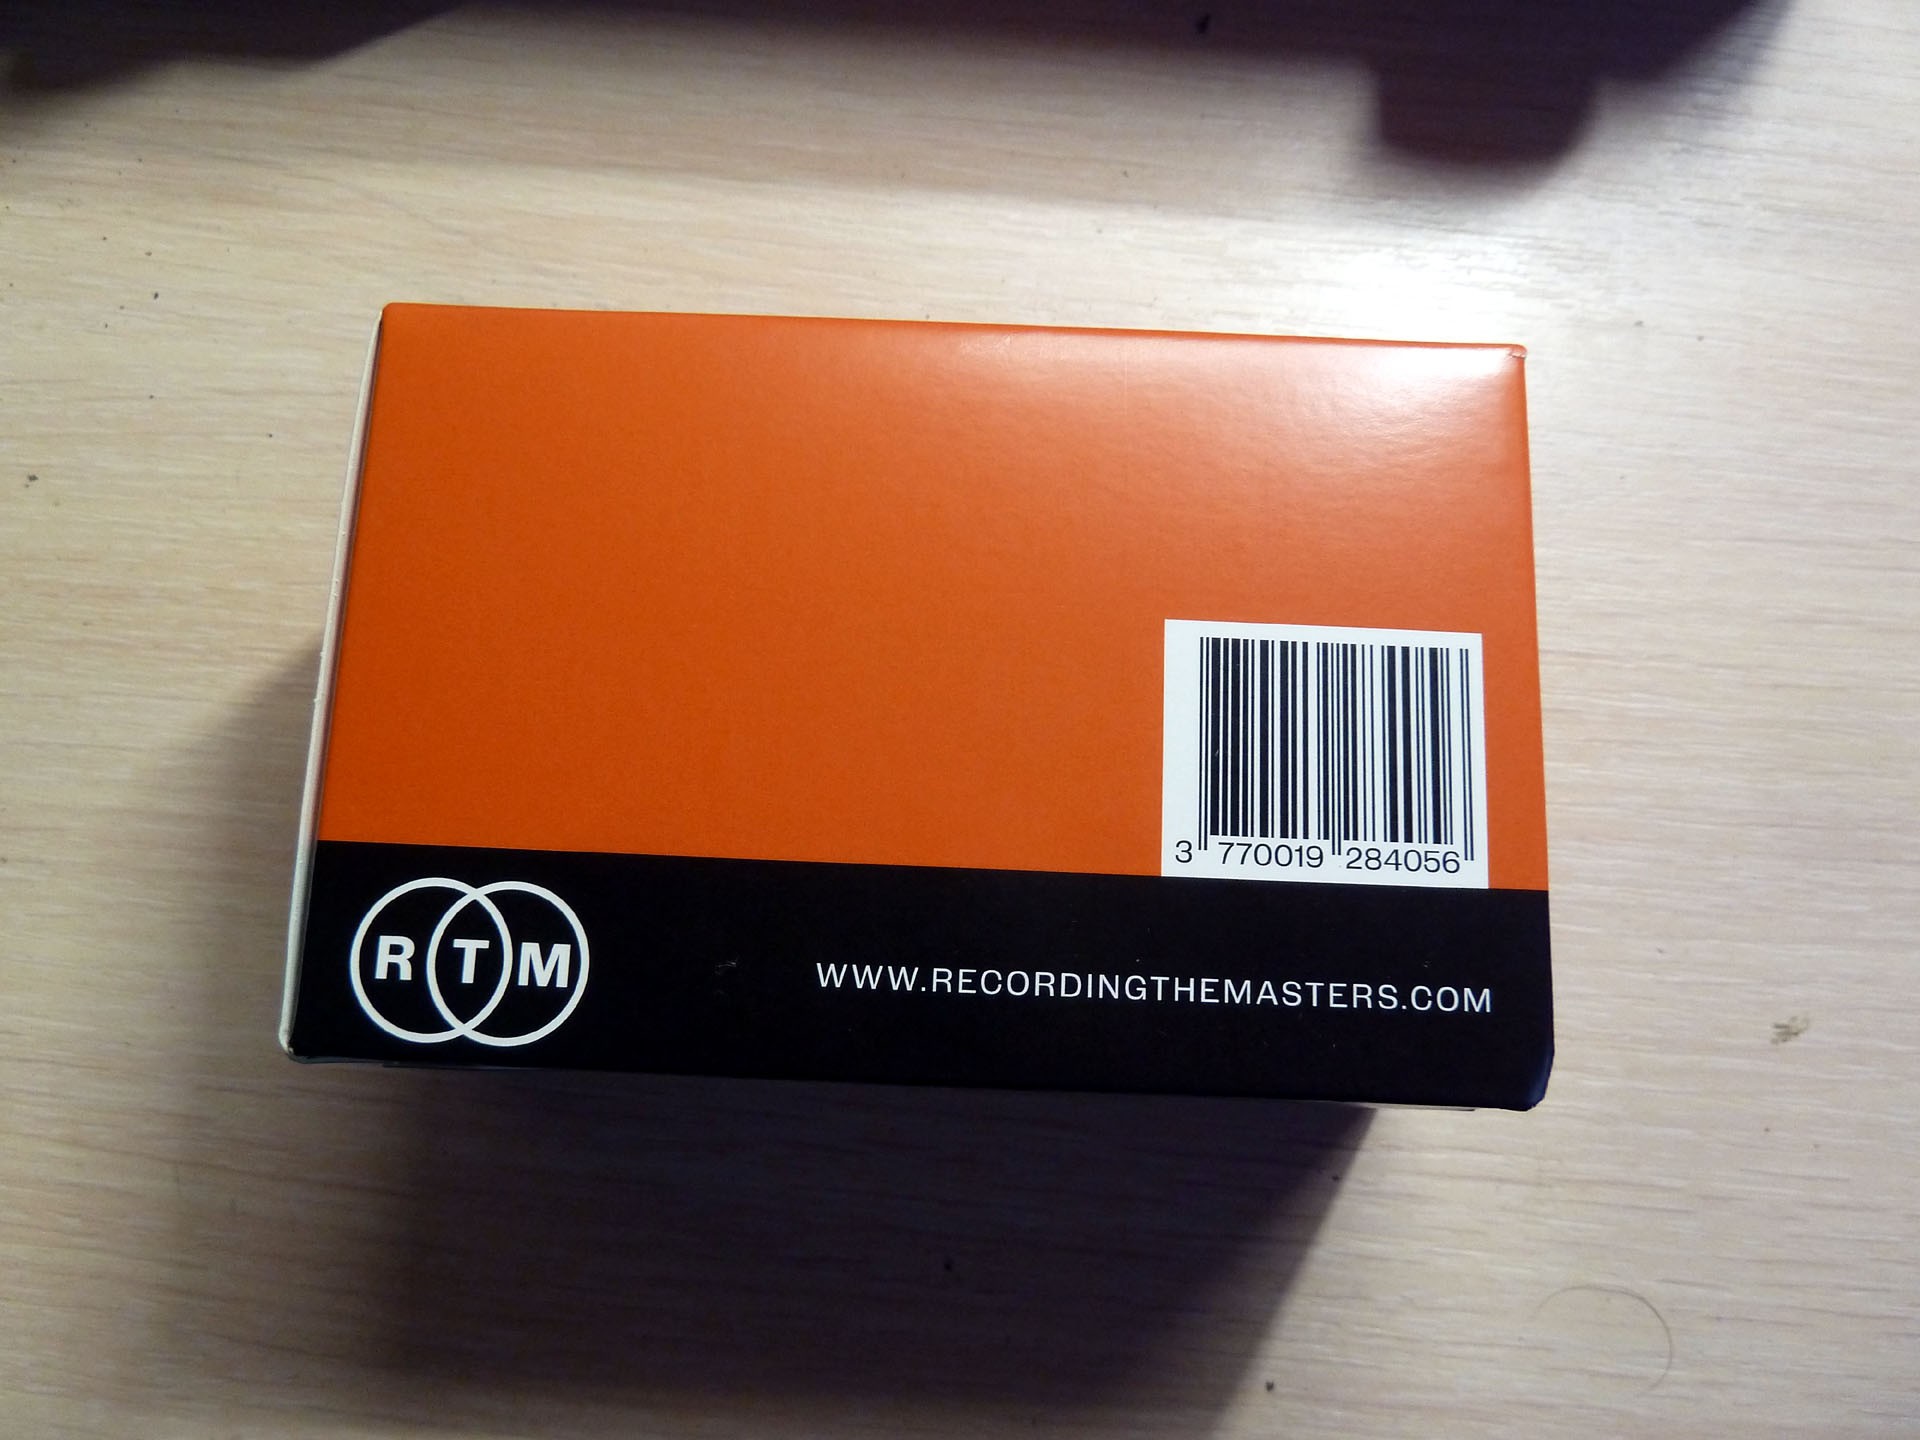 3 770019 284056
RTM
WWW.RECORDINGTHEMASTERS.COM